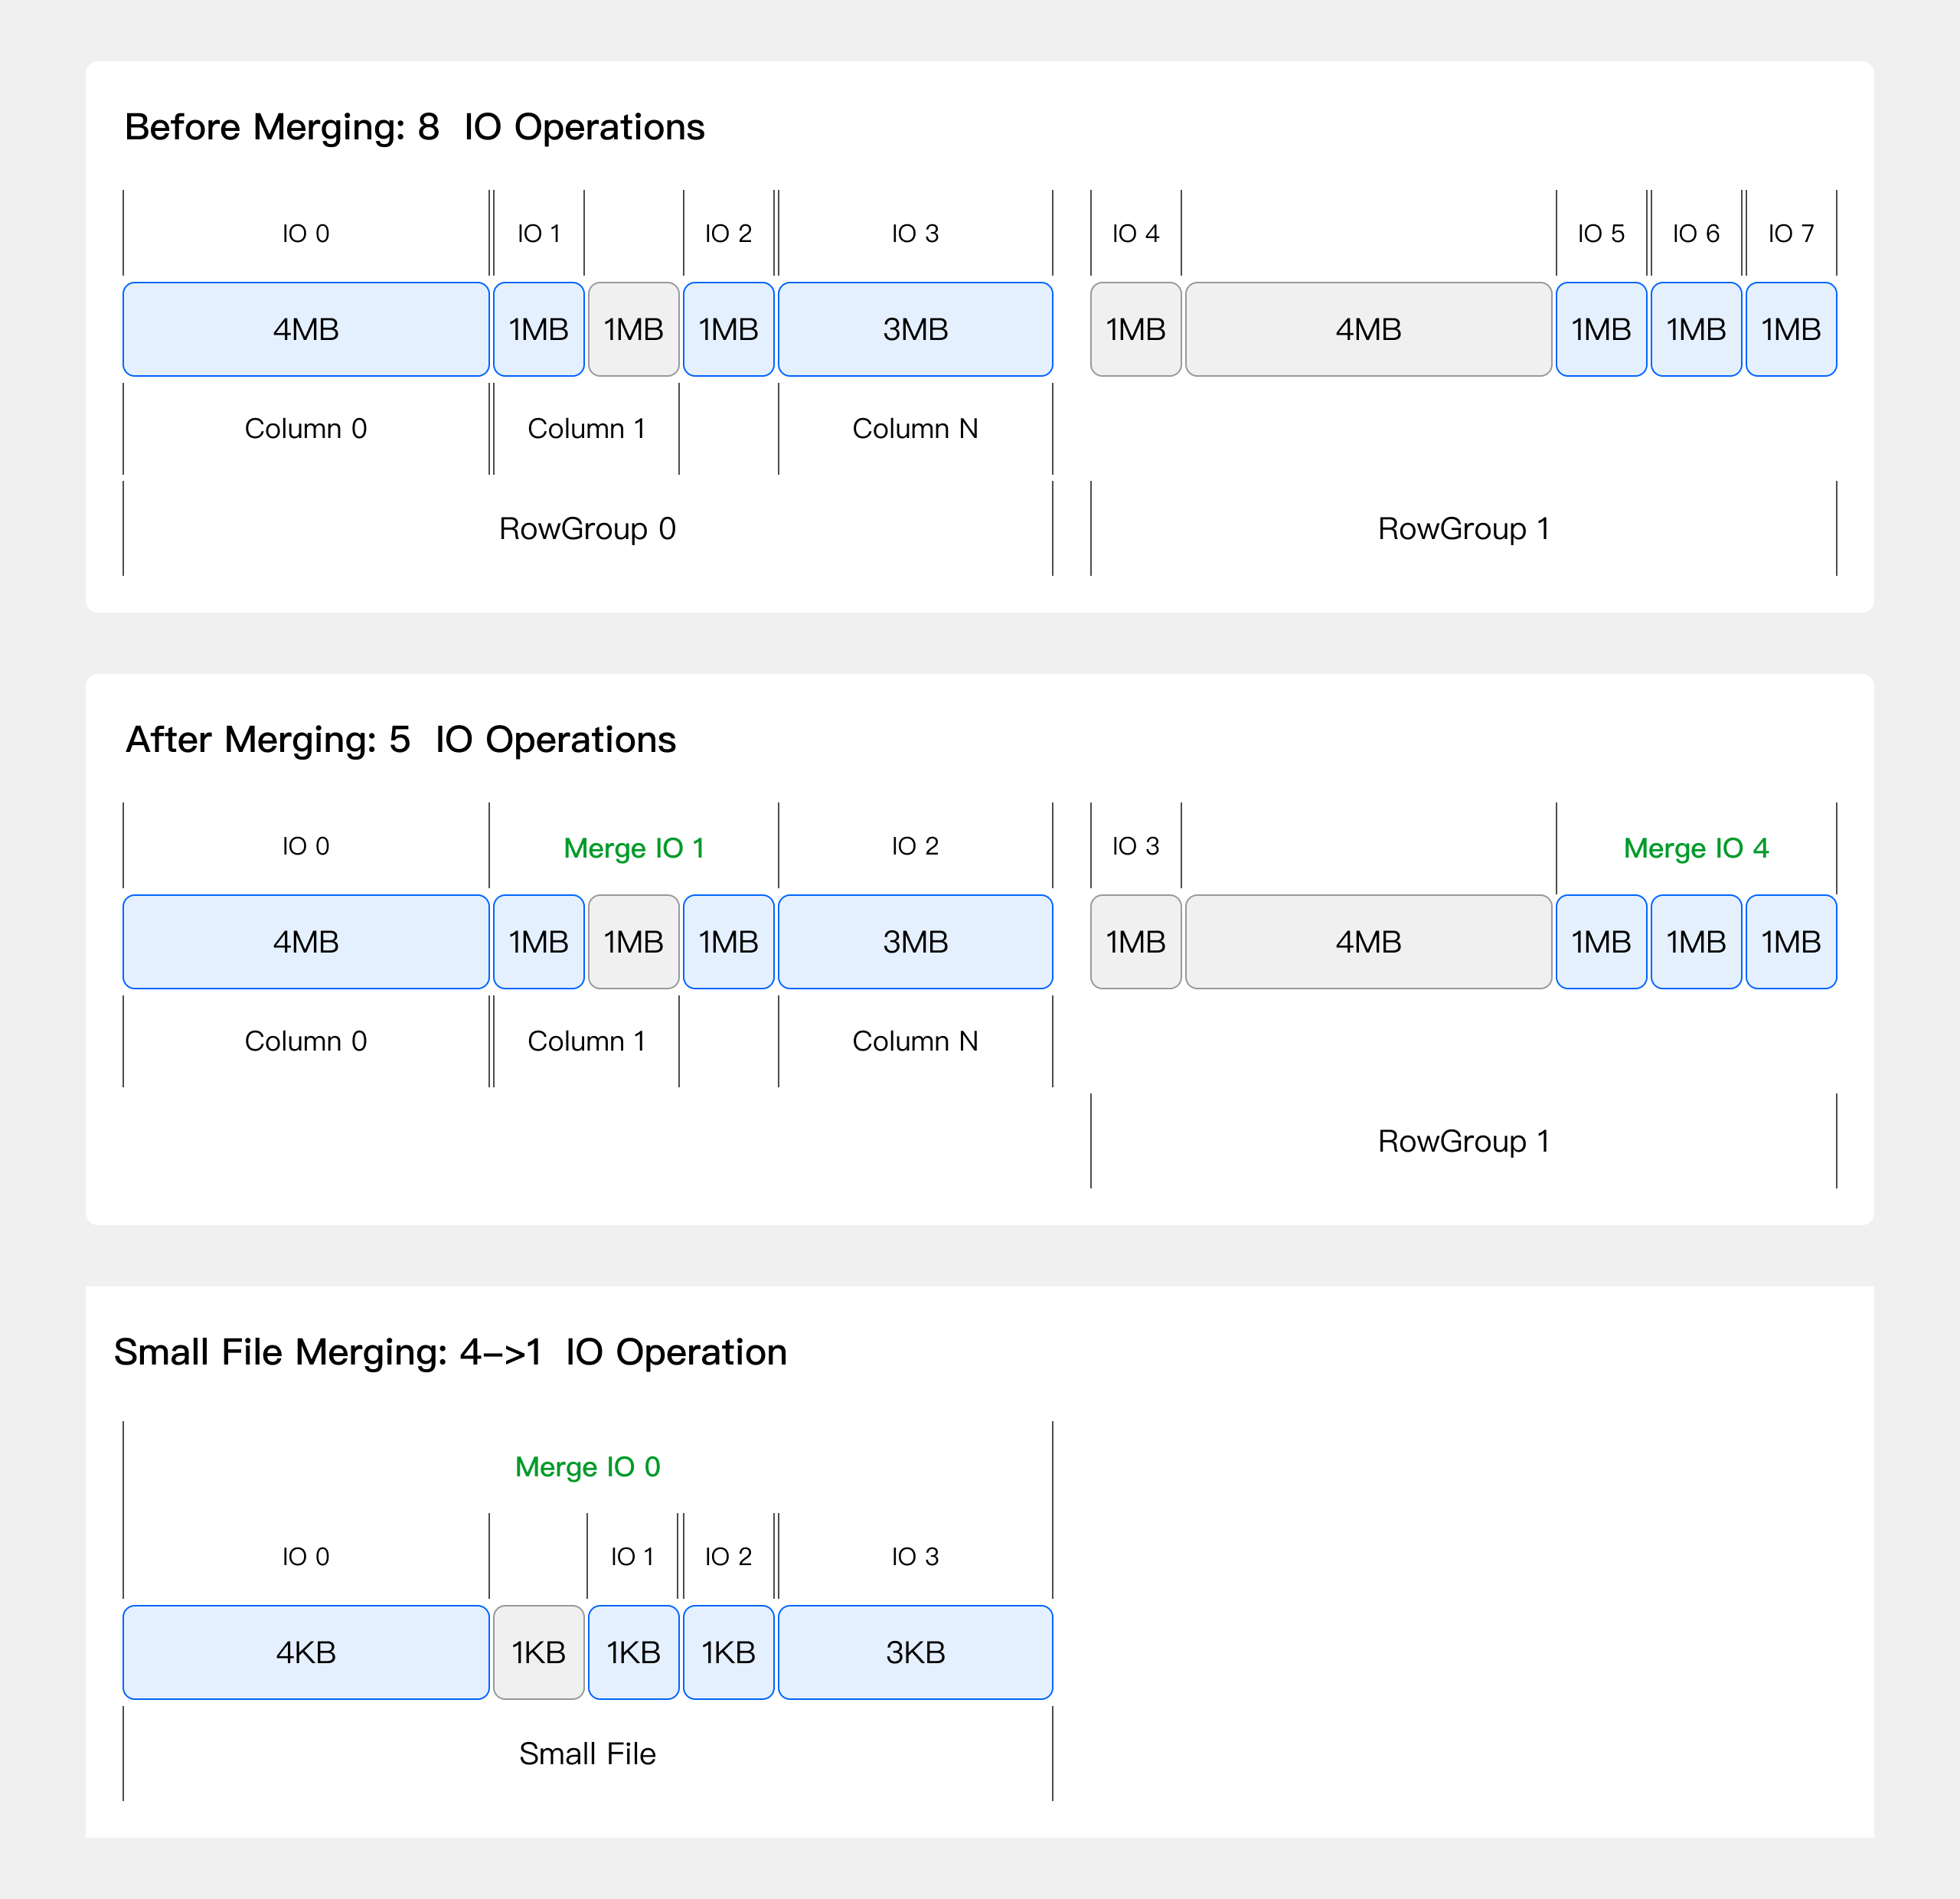 Before Merging: 8 IO Operations
IO 0 IO 1 IO 2 IO 3 IO 4 IO 5 IO 6 IO 7
4MB 1MB 1MB 1MB 3MB 1MB 4MB 1MB 1MB 1MB
Column 0 Column 1 Column N
RowGroup 0 RowGroup 1
After Merging: 5 IO Operations
IO 0 Merge IO 1 IO 2 IO 3 Merge IO 4
4MB 1MB 1MB 1MB 3MB 1MB 4MB 1MB 1MB 1MB
Column 0 Column 1 Column N
RowGroup 1
Small File Merging: 4–>1 IO Operation
Merge IO 0
IO 0 IO 1 IO 2 IO 3
4KB 1KB 1KB 1KB 3KB
Small File